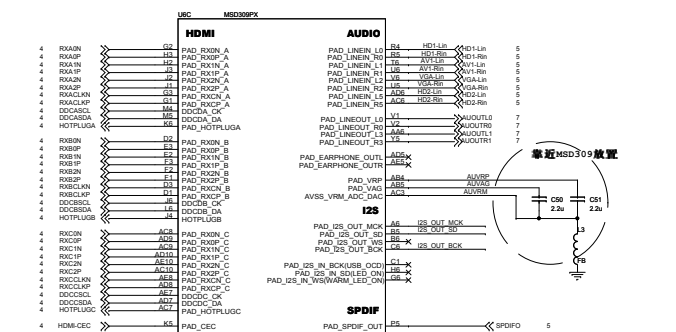 U6C MSD309PX
HDMI AUDIO
4 RXA0N G2 PAD_RX0N_A PAD_LINEIN_L0 R4 HD1-Lin HD1-Lin 5
4 RXA0P H3 PAD_RX0P_A PAD_LINEIN_R0 R5 HD1-Rin HD1-Rin 5
4 RXA1N H2 PAD_RX1N_A PAD_LINEIN_L1 T6 AV1-Lin AV1-Lin 5
4 RXA1P J3 PAD_RX1P_A PAD_LINEIN_R1 U6 AV1-Rin AV1-Rin 5
4 RXA2N J2 PAD_RX2N_A PAD_LINEIN_L2 V6 VGA-Lin VGA-Lin 5
4 RXA2P J1 PAD_RX2P_A PAD_LINEIN_R2 U5 VGA-Rin VGA-Rin 5
4 RXACLKN G3 PAD_RXCN_A PAD_LINEIN_L5 AD6 HD2-Lin HD2-Lin 5
4 RXACLKP G1 PAD_RXCP_A PAD_LINEIN_R5 AC6 HD2-Rin HD2-Rin 5
4 DDCASCL M4 DDCDA_CK
4 DDCASDA M5 DDCDA_DA PAD_LINEOUT_L0 V1 AUOUTL0 7
4 HOTPLUGA K6 PAD_HOTPLUGA PAD_LINEOUT_R0 V2 AUOUTR0 7
PAD_LINEOUT_L3 AA6 AUOUTL1 7
4 RXB0N D2 PAD_RX0N_B PAD_LINEOUT_R3 Y5 AUOUTR1 7
4 RXB0P E3 PAD_RX0P_B
4 RXB1N E2 PAD_RX1N_B PAD_EARPHONE_OUTL AD5 靠近MSD309放置
4 RXB1P F3 PAD_RX1P_B PAD_EARPHONE_OUTR AE5
4 RXB2N F2 PAD_RX2N_B
4 RXB2P F1 PAD_RX2P_B PAD_VRP AB4 AUVRP
4 RXBCLKN D3 PAD_RXCN_B PAD_VAG AB5 AUVAG
4 RXBCLKP D1 PAD_RXCP_B AVSS_VRM_ADC_DAC AC3 AUVRM C50 C51
4 DDCBSCL J6 DDCDB_CK 2.2u 2.2u
4 DDCBSDA L6 DDCDB_DA I2S
4 HOTPLUGB J4 HOTPLUGB
PAD_I2S_OUT_MCK A6 I2S_OUT_MCK
4 RXC0N AC8 PAD_RX0N_C PAD_I2S_OUT_SD B5 I2S_OUT_SD L3
4 RXC0P AD9 PAD_RX0P_C PAD_I2S_OUT_WS B6
4 RXC1N AC9 PAD_RX1N_C PAD_I2S_OUT_BCK C6 I2S_OUT_BCK
4 RXC1P AD10 PAD_RX1P_C
4 RXC2N AE10 PAD_RX2N_C PAD_I2S_IN_BCK(USB_OCD) C1 FB
4 RXC2P AC10 PAD_RX2P_C PAD_I2S_IN_SD(LED_ON) H6
4 RXCCLKN AE8 PAD_RXCN_C PAD_I2S_IN_WS(WARM_LED_ON) G6
4 RXCCLKP AD8 PAD_RXCP_C
4 DDCCSCL AE7 DDCDC_CK
4 DDCCSDA AD7 DDCDC_DA
4 HOTPLUGC AC7 PAD_HOTPLUGC SPDIF
4 HDMI-CEC K5 PAD_CEC PAD_SPDIF_OUT P5 SPDIFO 5